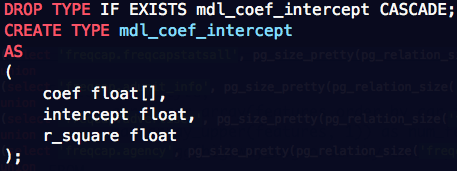 DROP TYPE IF EXISTS mdl_coef_intercept CASCADE;
CREATE TYPE mdl_coef_intercept
AS
(
    coef float[],
    intercept float,
    r_square float
);